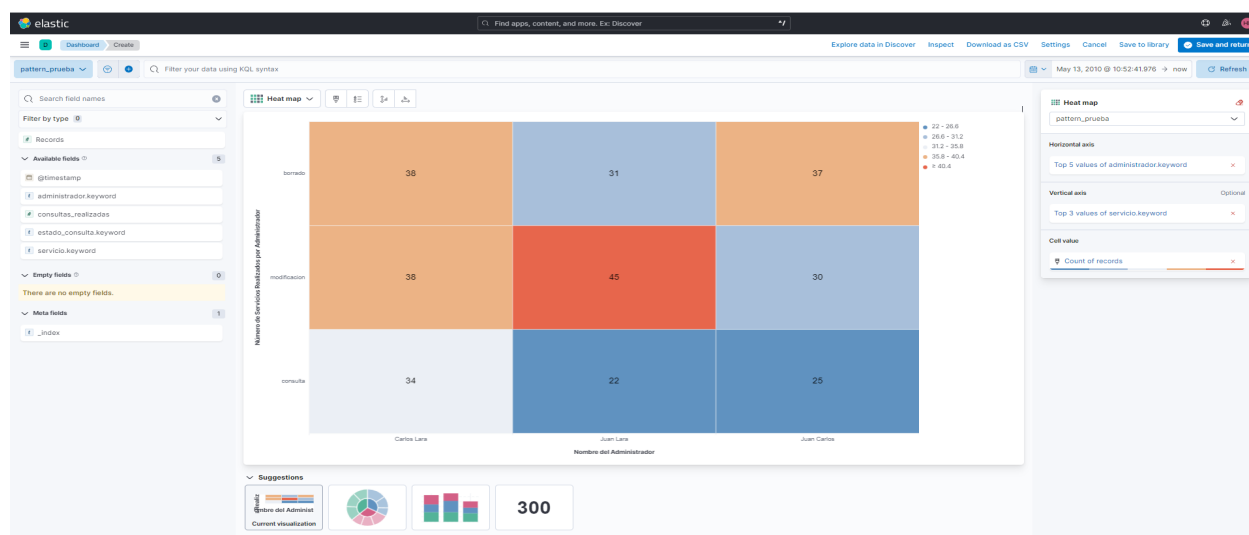 elastic
Find apps, content, and more. Ex: Discover
^/
D Dashboard Create
Explore data in Discover Inspect Download as CSV Settings Cancel Save to library Save and return
pattern_prueba
Filter your data using KQL syntax
May 13, 2010 @ 10:52:41.976 → now
Refresh
Search field names
Filter by type 0
Records
Available fields 5
@timestamp
administrador.keyword
consultas_realizadas
estado_consulta.keyword
servicio.keyword
Empty fields 0
There are no empty fields.
Meta fields 1
_index
Heat map
Número de Servicios Realizados por Administrador
borrado 38 31 37
modificacion 38 45 30
consulta 34 22 25
Carlos Lara Juan Lara Juan Carlos
Nombre del Administrador
22 - 26.6
26.6 - 31.2
31.2 - 35.8
35.8 - 40.4
≥ 40.4
Suggestions
Current visualization
300
Heat map
pattern_prueba
Horizontal axis
Top 5 values of administrador.keyword
Vertical axis Optional
Top 3 values of servicio.keyword
Cell value
Count of records